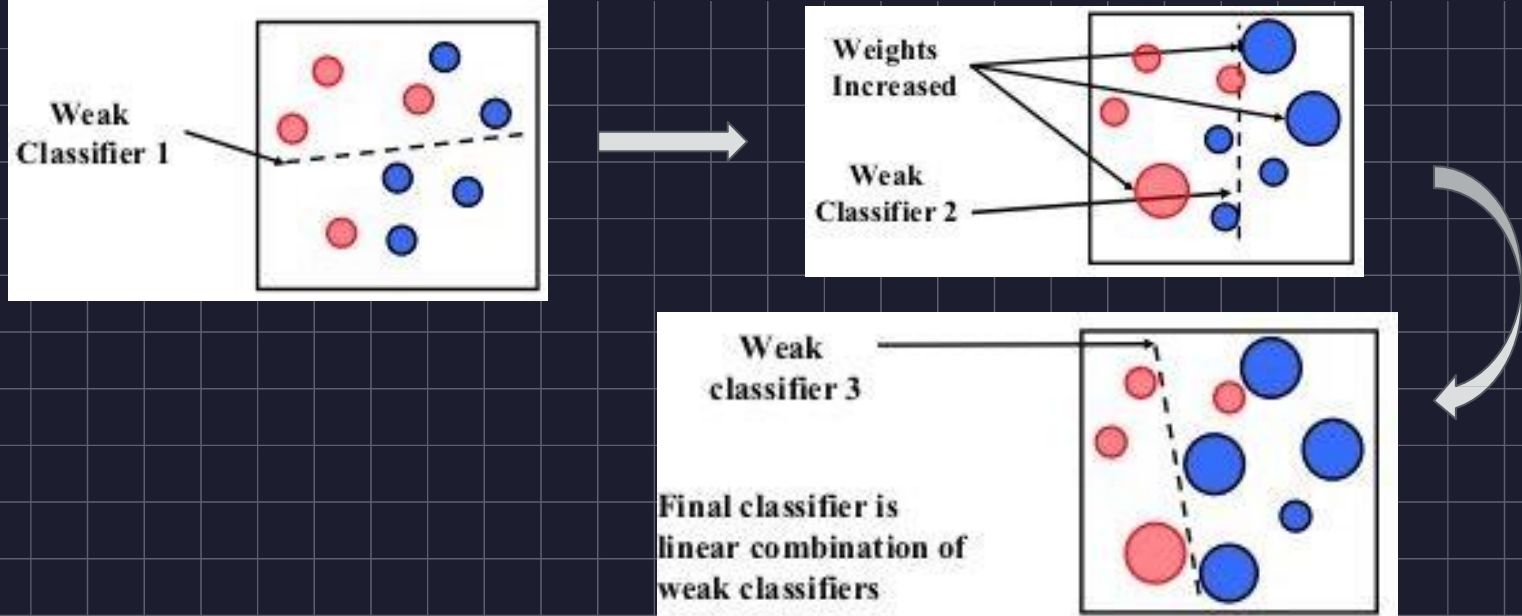 Weak
Classifier 1
Weights
Increased
Weak
Classifier 2
Weak
classifier 3
Final classifier is
linear combination of
weak classifiers